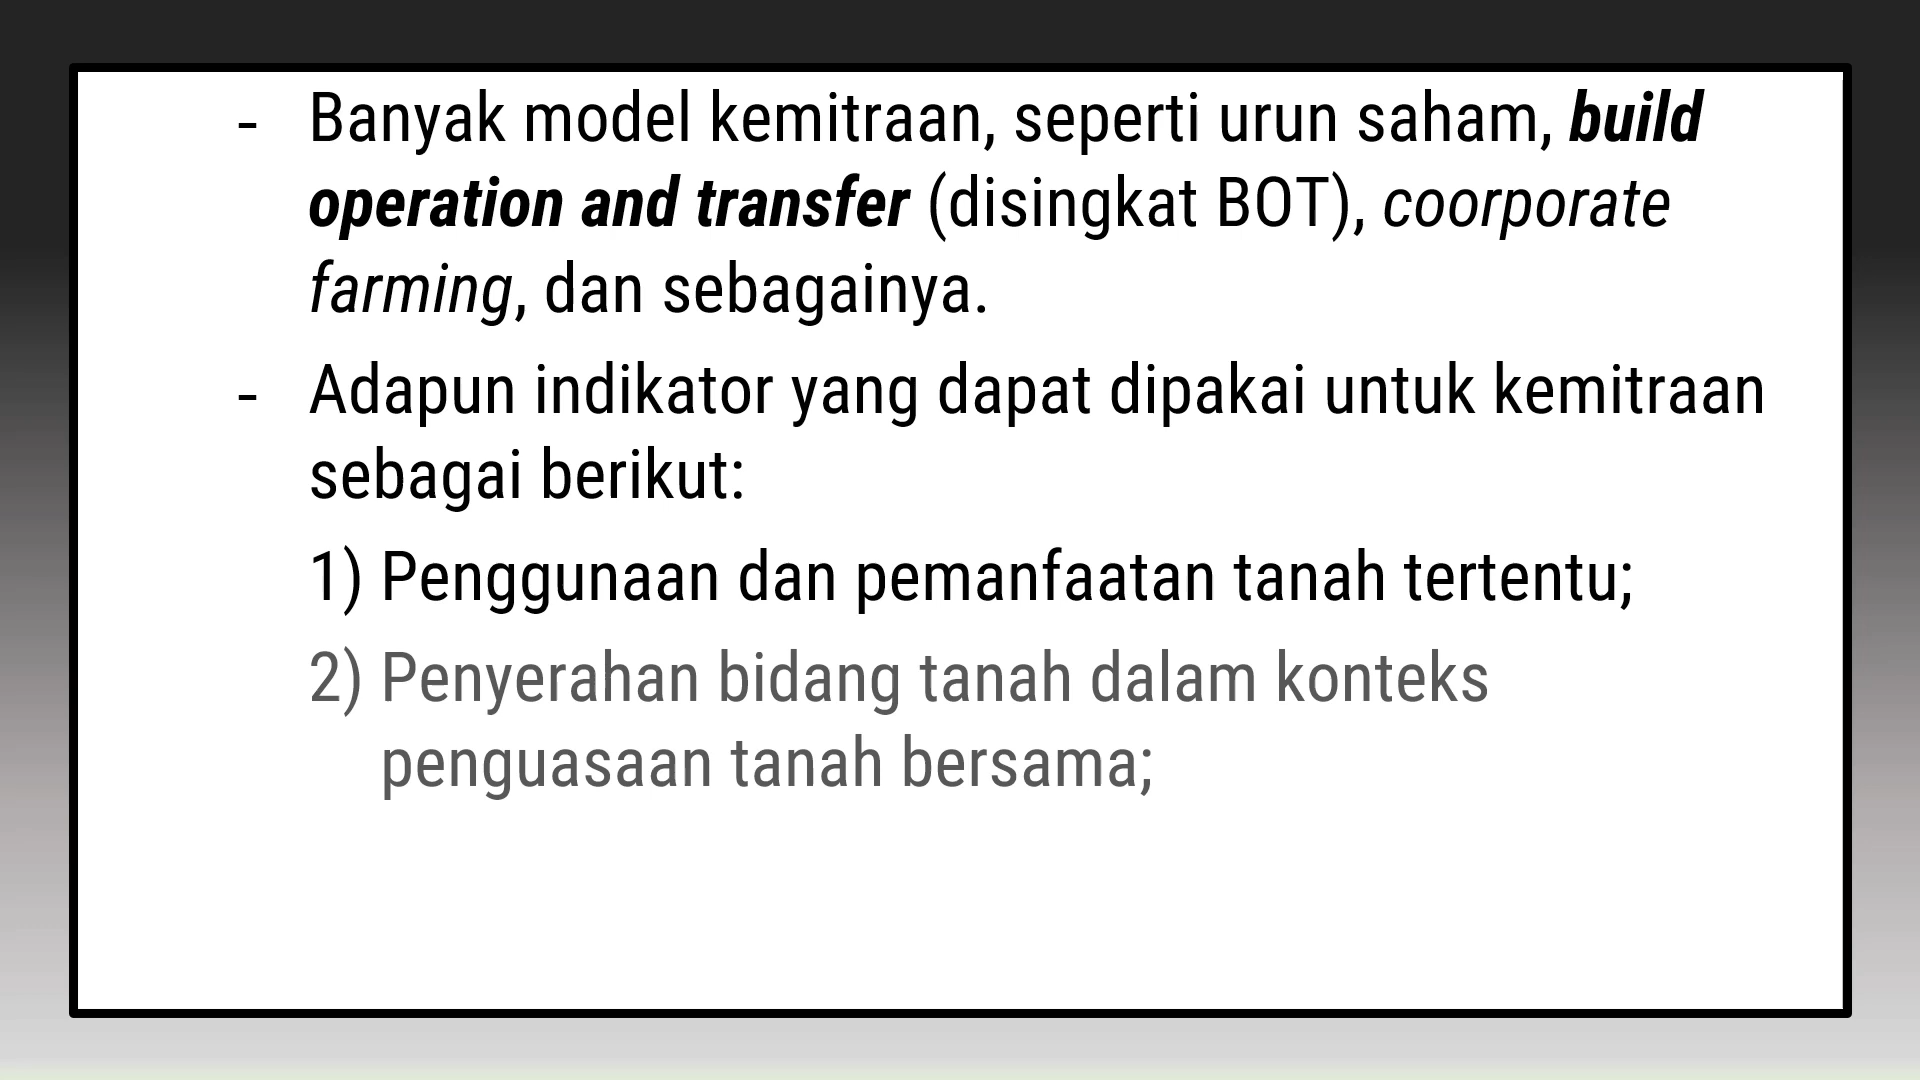 - Banyak model kemitraan, seperti urun saham, build
operation and transfer (disingkat BOT), coorporate
farming, dan sebagainya.
- Adapun indikator yang dapat dipakai untuk kemitraan
sebagai berikut:
1) Penggunaan dan pemanfaatan tanah tertentu;
2) Penyerahan bidang tanah dalam konteks
penguasaan tanah bersama;